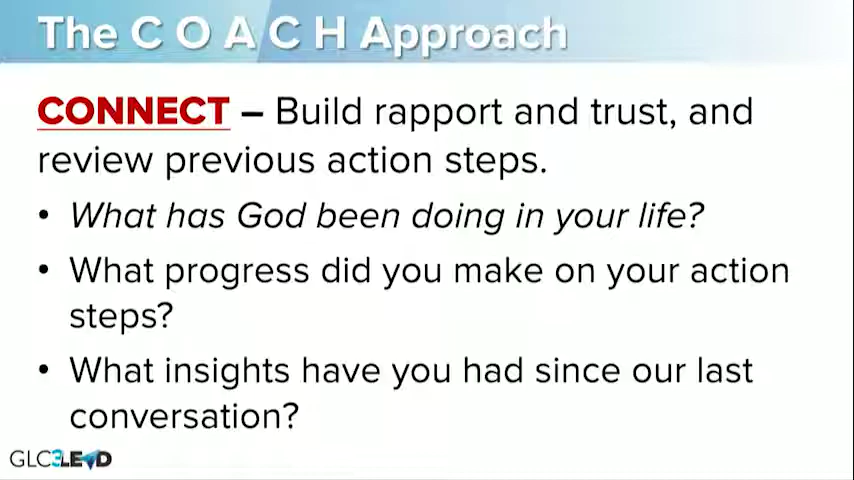 The C O A C H Approach
CONNECT – Build rapport and trust, and
review previous action steps.
• What has God been doing in your life?
• What progress did you make on your action
steps?
• What insights have you had since our last
conversation?